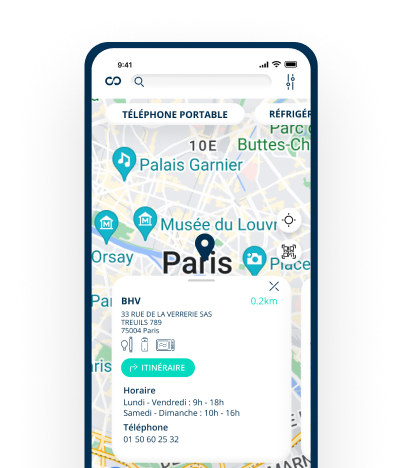 9:41
TÉLÉPHONE PORTABLE
RÉFRIGÉR
Parc
10E
Buttes-Ch
Palais Garnier
Musée du Louvr
Orsay
Paris
Place
BHV
0.2km
33 RUE DE LA VERRERIE SAS
TREUILS 789
75004 Paris
ITINÉRAIRE
Horaire
Lundi - Vendredi : 9h - 18h
Samedi - Dimanche : 10h - 16h
Téléphone
01 50 60 25 32